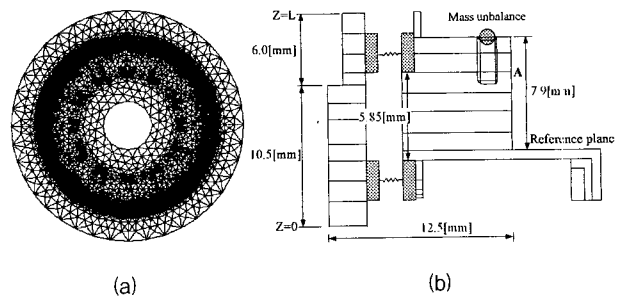 Z=L
Mass unbalance
6.0[mm]
A
7.9[mm]
5.85[mm]
Reference plane
10.5[mm]
Z=0
12.5[mm]
(a)
(b)